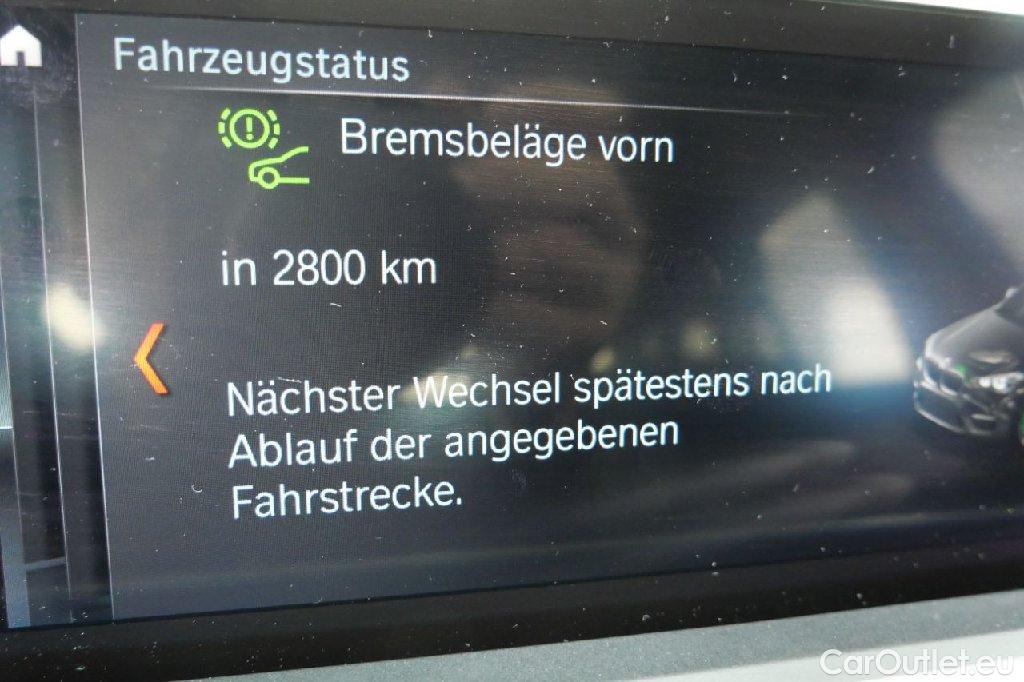 Fahrzeugstatus
Bremsbeläge vorn
in 2800 km
Nächster Wechsel spätestens nach
Ablauf der angegebenen
Fahrstrecke.
CarOutlet.eu